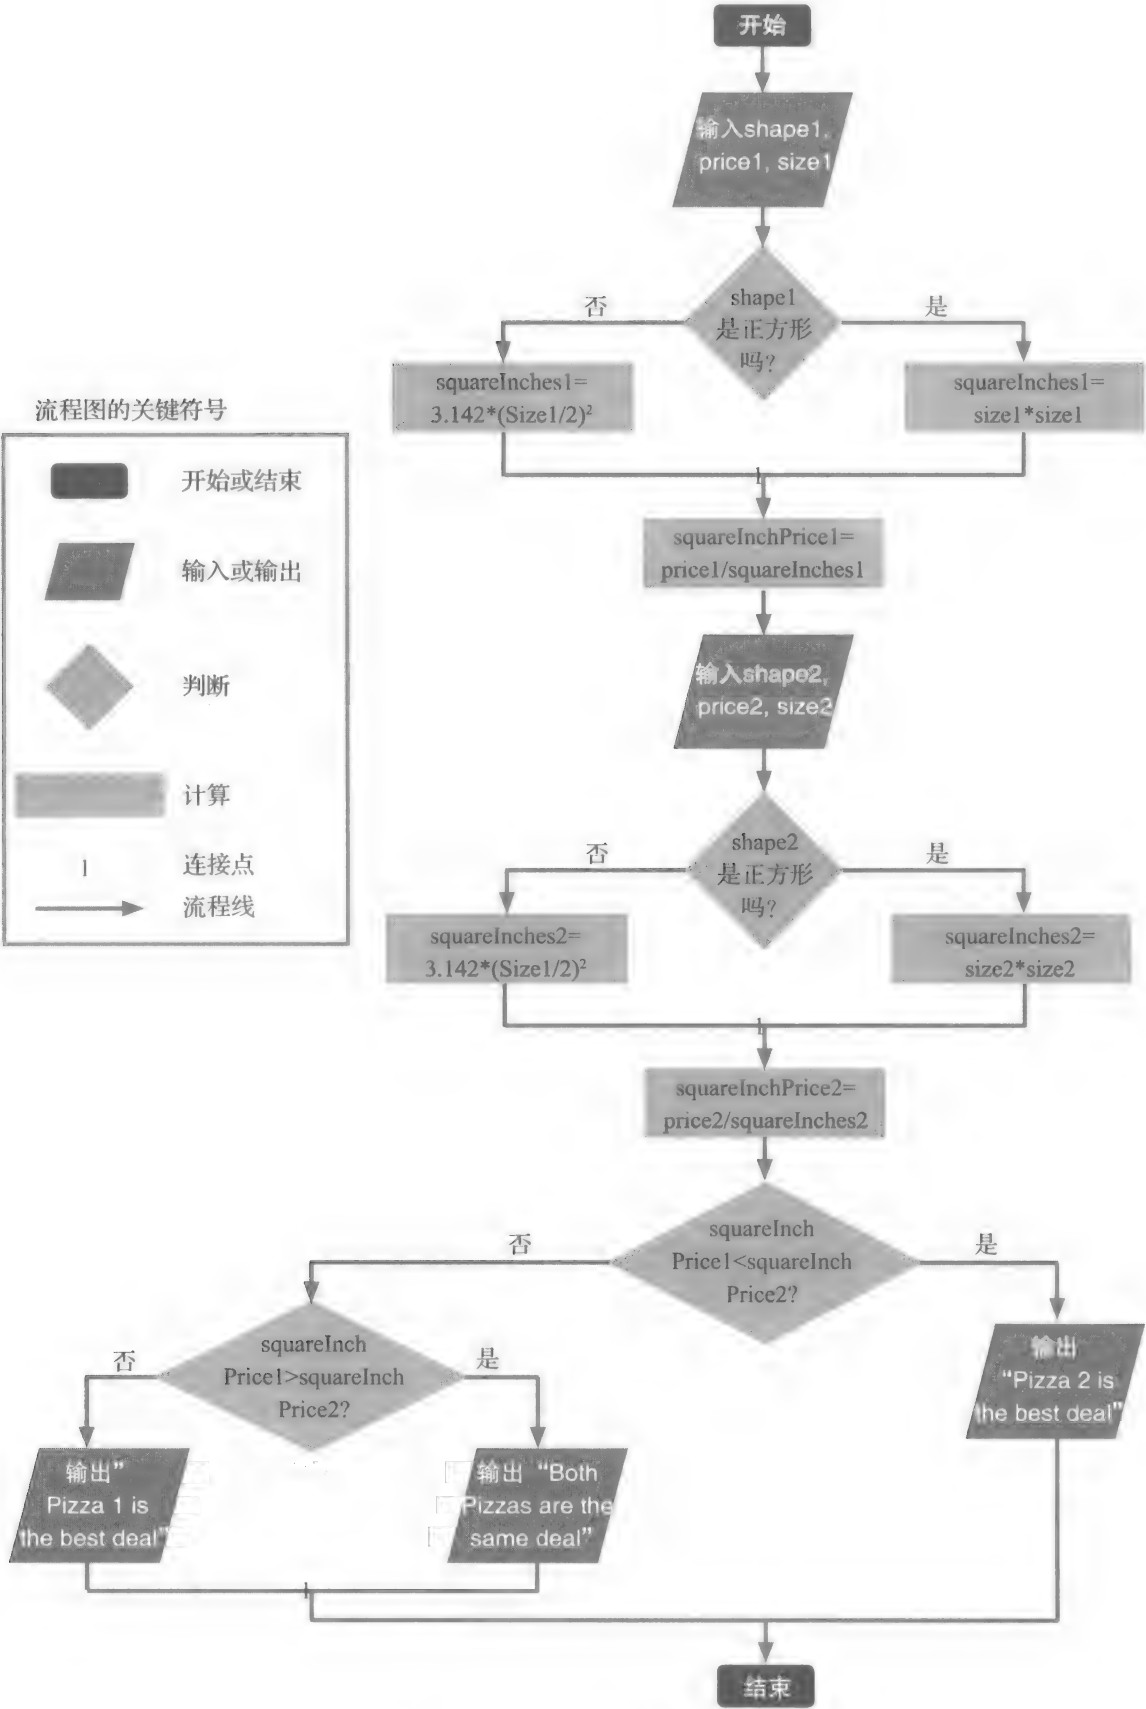 开始
输入shape1,
price1, size1
shape1
是正方形
吗?
否
是
squareInches1=
3.142*(Size1/2)²
squareInches1=
size1*size1
1
squareInchPrice1=
price1/squareInches1
输入shape2,
price2, size2
shape2
是正方形
吗?
否
是
squareInches2=
3.142*(Size1/2)²
squareInches2=
size2*size2
1
squareInchPrice2=
price2/squareInches2
squareInch
Price1<squareInch
Price2?
否
是
squareInch
Price1>squareInch
Price2?
否
是
输出
“Pizza 2 is
the best deal”
输出”
Pizza 1 is
the best deal”
输出 “Both
Pizzas are the
same deal”
1
结束
流程图的关键符号
开始或结束
输入或输出
判断
计算
1 连接点
流程线